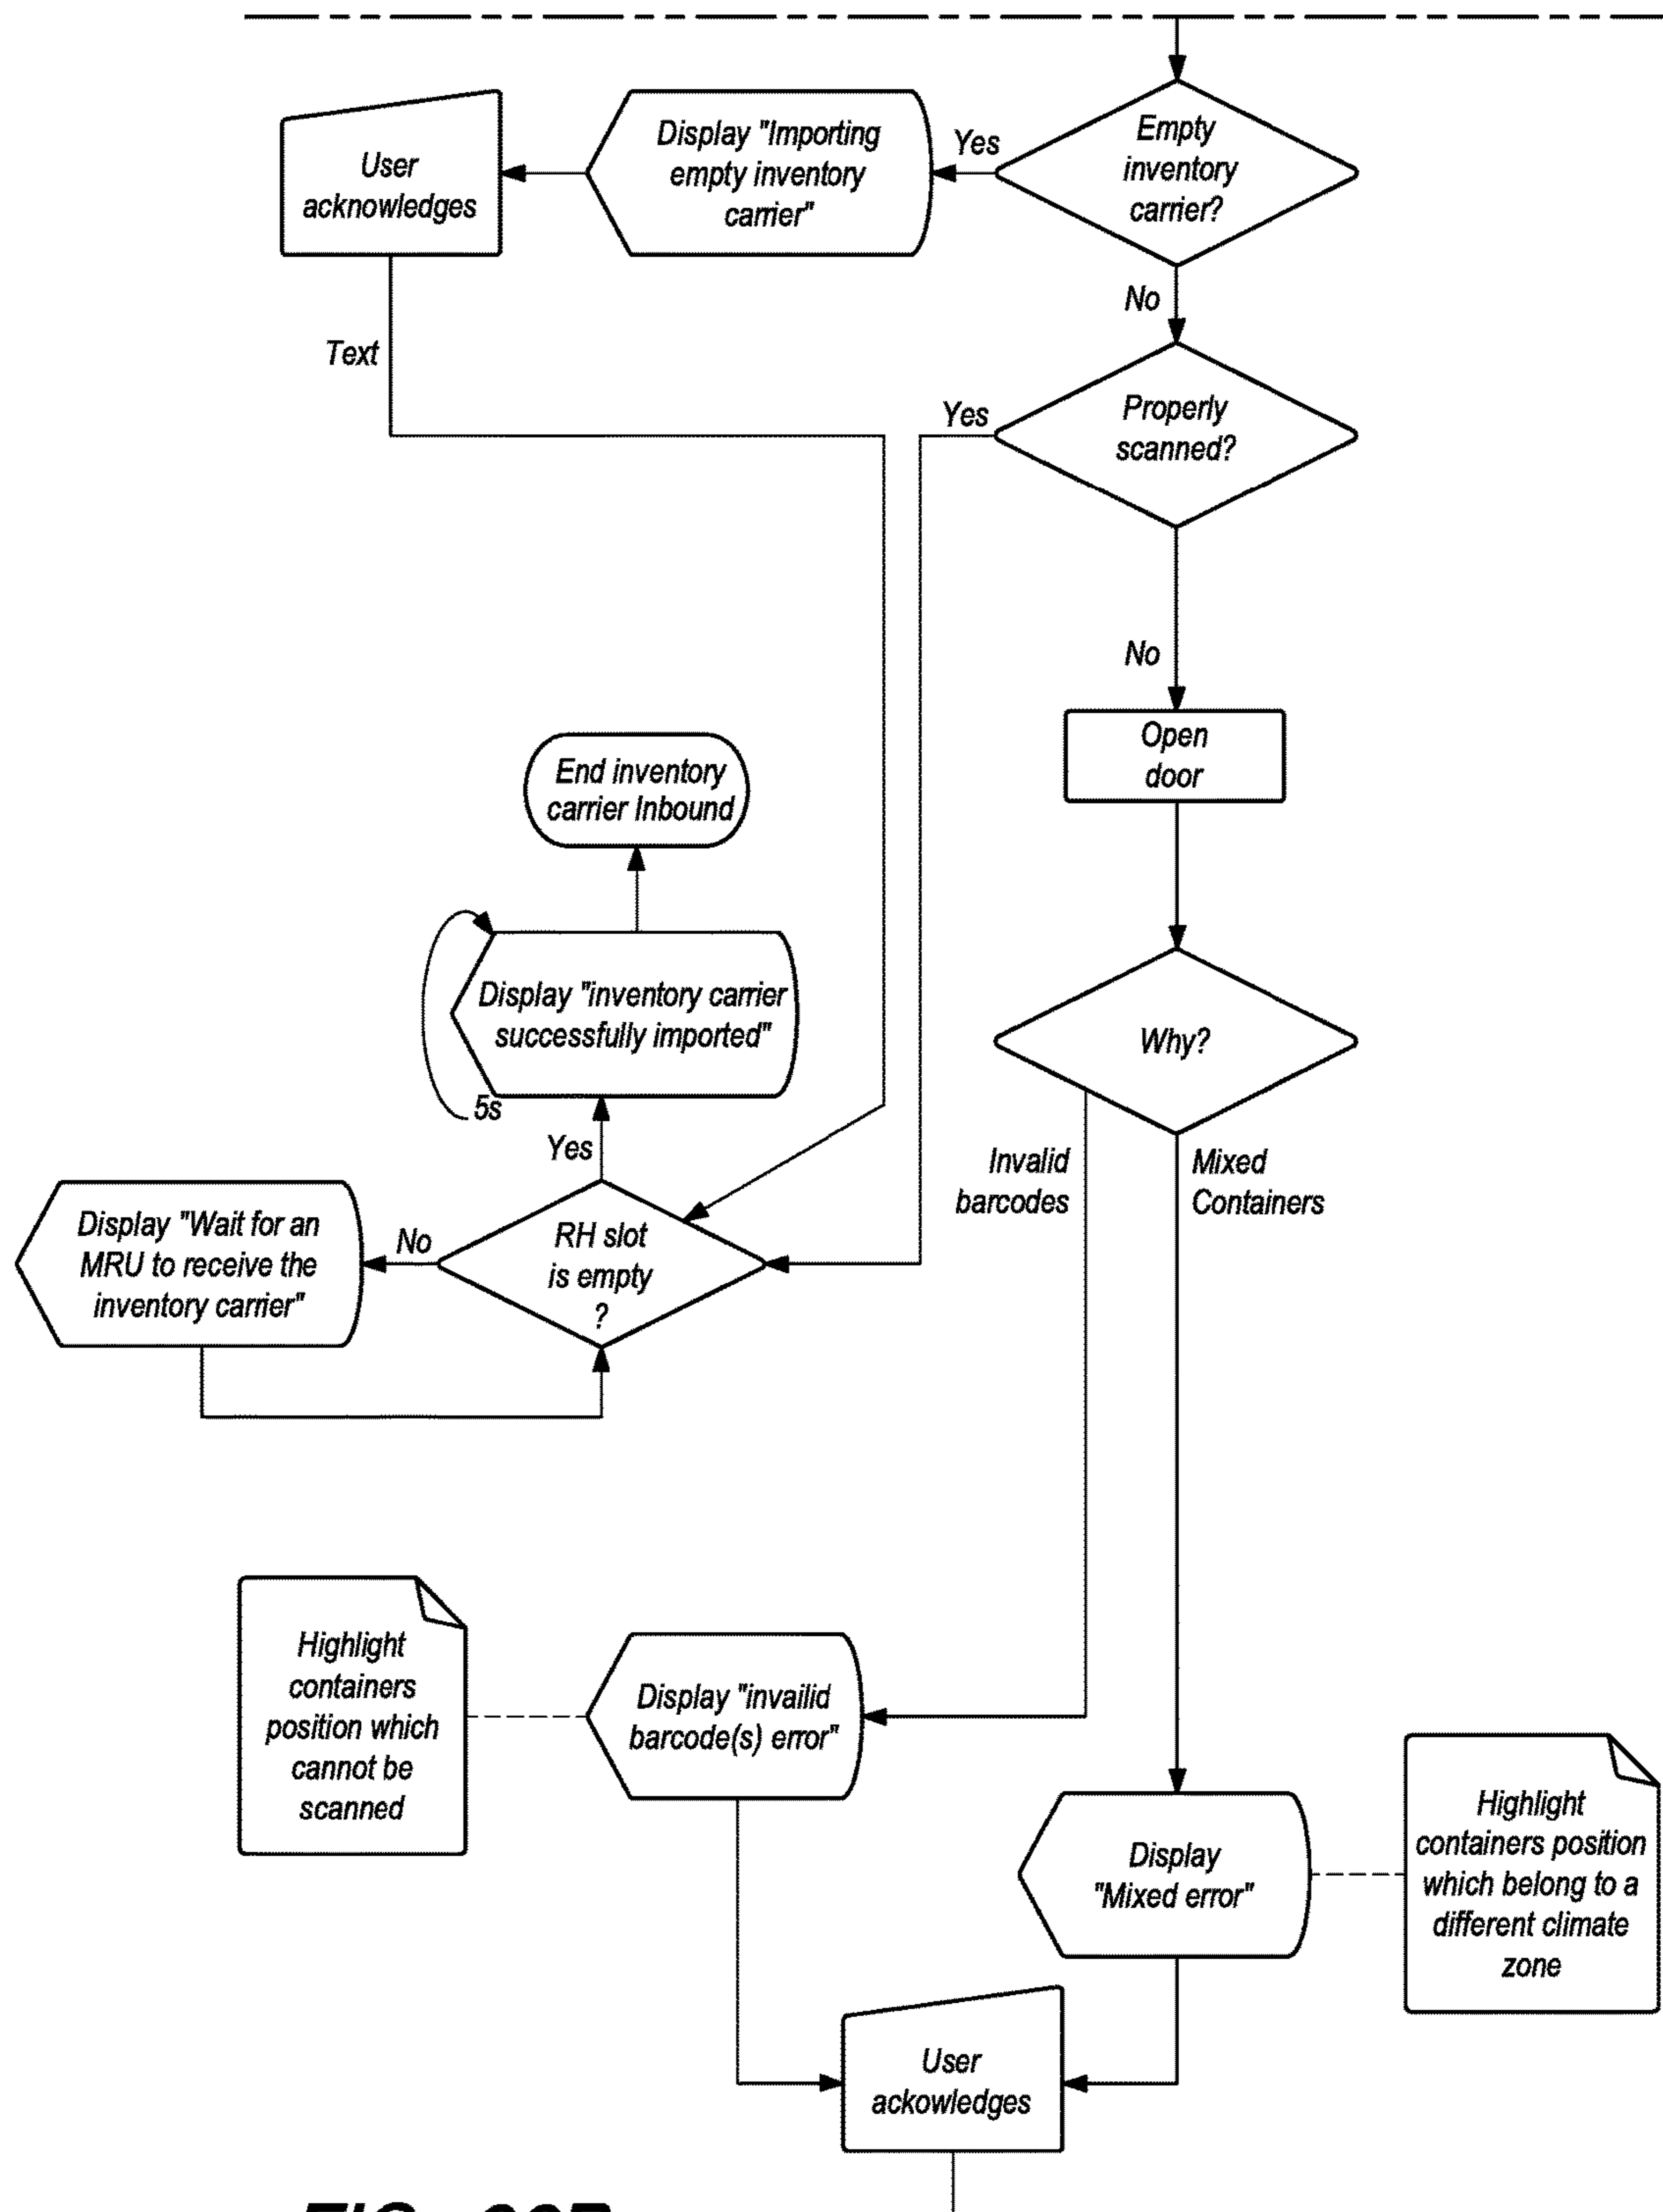 Empty
inventory
carrier?
Yes
Display "Importing
empty inventory
carrier"
User
acknowledges
No
Text
Properly
scanned?
Yes
No
Open
door
End inventory
carrier Inbound
Display "inventory carrier
successfully imported"
5s
Why?
Yes
Invalid
barcodes
Mixed
Containers
RH slot
is empty
?
No
Display "Wait for an
MRU to receive the
inventory carrier"
Highlight
containers
position which
cannot be
scanned
Display "invailid
barcode(s) error"
Display
"Mixed error"
Highlight
containers position
which belong to a
different climate
zone
User
ackowledges